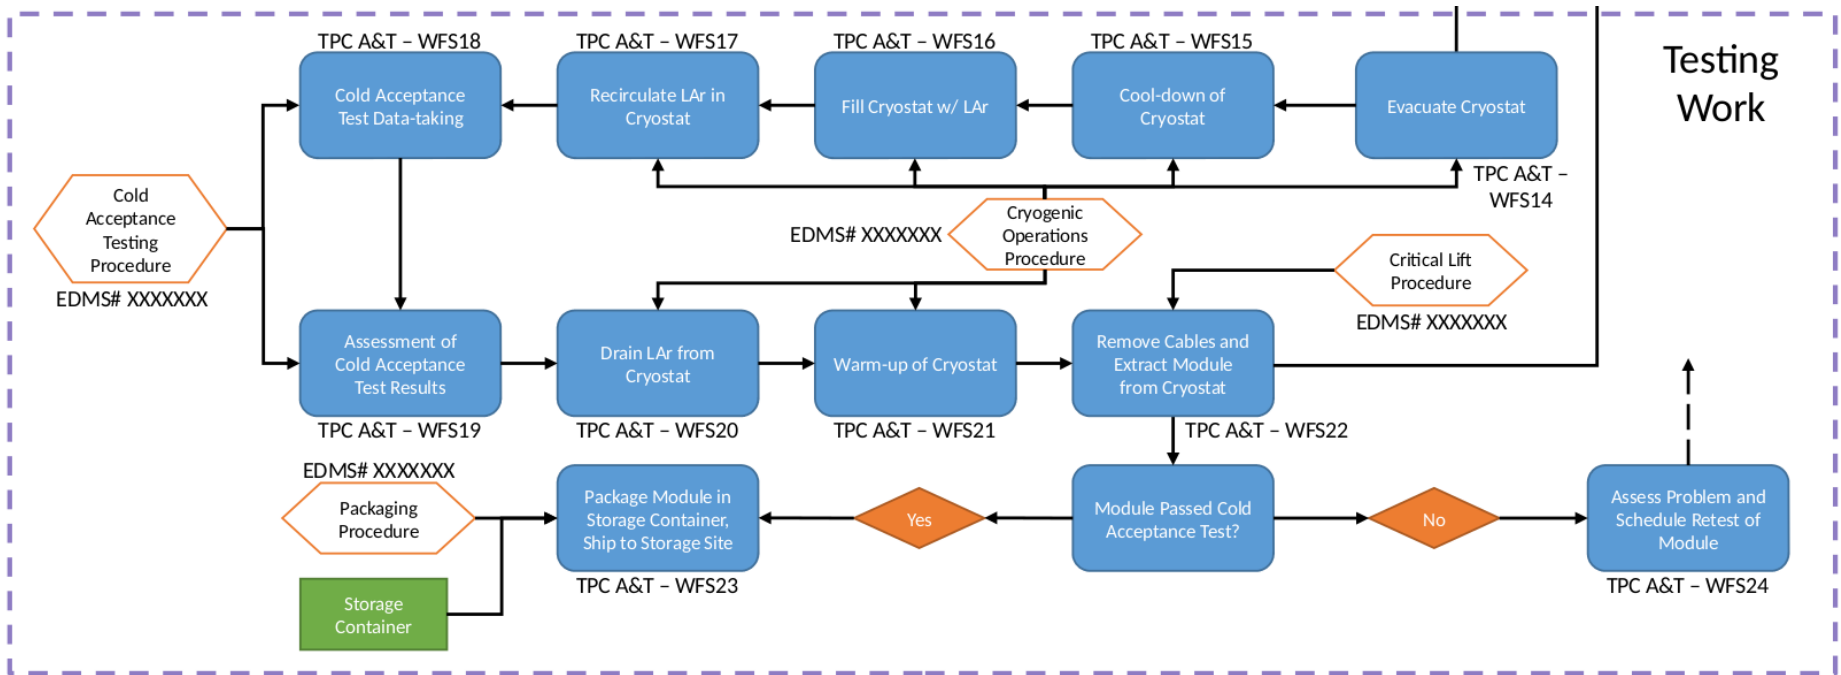 TPC A&T – WFS18
TPC A&T – WFS17
TPC A&T – WFS16
TPC A&T – WFS15
Testing
Work
Cold Acceptance
Test Data-taking
Recirculate LAr in
Cryostat
Fill Cryostat w/ LAr
Cool-down of
Cryostat
Evacuate Cryostat
TPC A&T –
WFS14
Cold
Acceptance
Testing
Procedure
EDMS# XXXXXXX
EDMS# XXXXXXX
Cryogenic
Operations
Procedure
Critical Lift
Procedure
EDMS# XXXXXXX
Assessment of
Cold Acceptance
Test Results
Drain LAr from
Cryostat
Warm-up of Cryostat
Remove Cables and
Extract Module
from Cryostat
TPC A&T – WFS19
TPC A&T – WFS20
TPC A&T – WFS21
TPC A&T – WFS22
EDMS# XXXXXXX
Packaging
Procedure
Package Module in
Storage Container,
Ship to Storage Site
Yes
Module Passed Cold
Acceptance Test?
No
Assess Problem and
Schedule Retest of
Module
TPC A&T – WFS23
TPC A&T – WFS24
Storage
Container